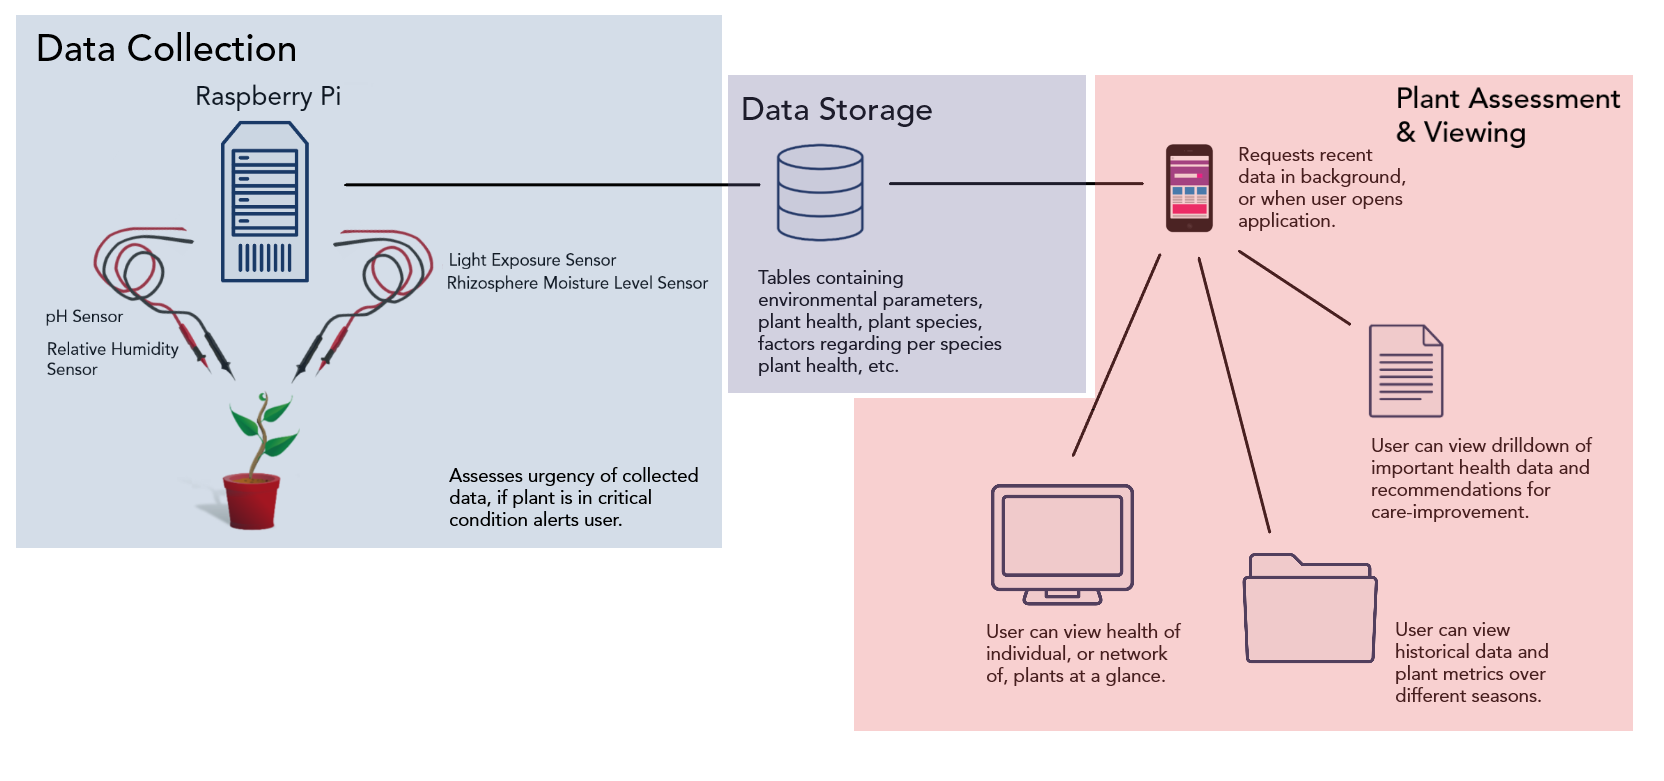 Data Collection
Raspberry Pi
Light Exposure Sensor
Rhizosphere Moisture Level Sensor
pH Sensor
Relative Humidity
Sensor
Assesses urgency of collected
data, if plant is in critical
condition alerts user.
Data Storage
Tables containing
environmental parameters,
plant health, plant species,
factors regarding per species
plant health, etc.
Plant Assessment
& Viewing
Requests recent
data in background,
or when user opens
application.
User can view drilldown of
important health data and
recommendations for
care-improvement.
User can view health of
individual, or network
of, plants at a glance.
User can view
historical data and
plant metrics over
different seasons.